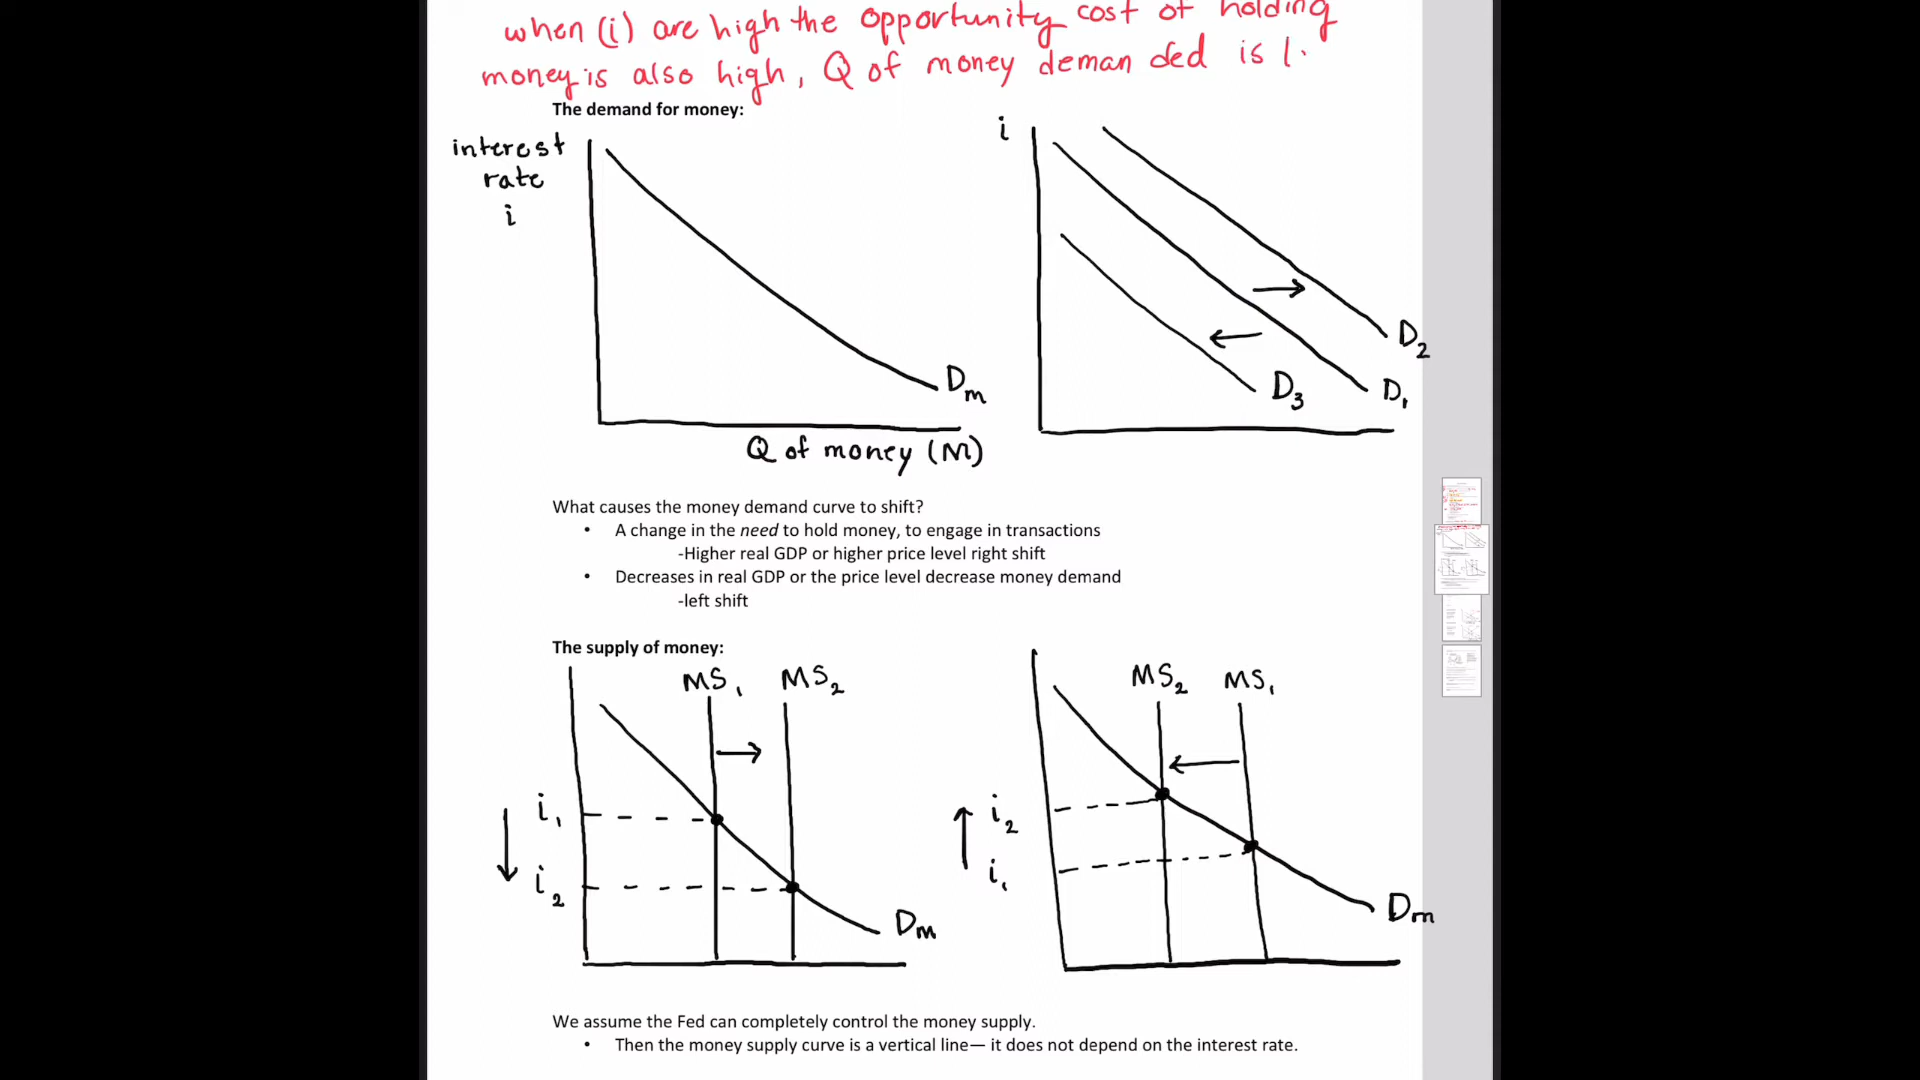 when (i) are high the opportunity cost of holding
money is also high, Q of money demanded is l.
The demand for money:
interest
rate
i
Dm
Q of money (M)
i
D2
D3
D1
What causes the money demand curve to shift?
• A change in the need to hold money, to engage in transactions
-Higher real GDP or higher price level right shift
• Decreases in real GDP or the price level decrease money demand
-left shift
The supply of money:
MS1 MS2
i1
i2
Dm
MS2 MS1
i2
i1
Dm
We assume the Fed can completely control the money supply.
• Then the money supply curve is a vertical line— it does not depend on the interest rate.